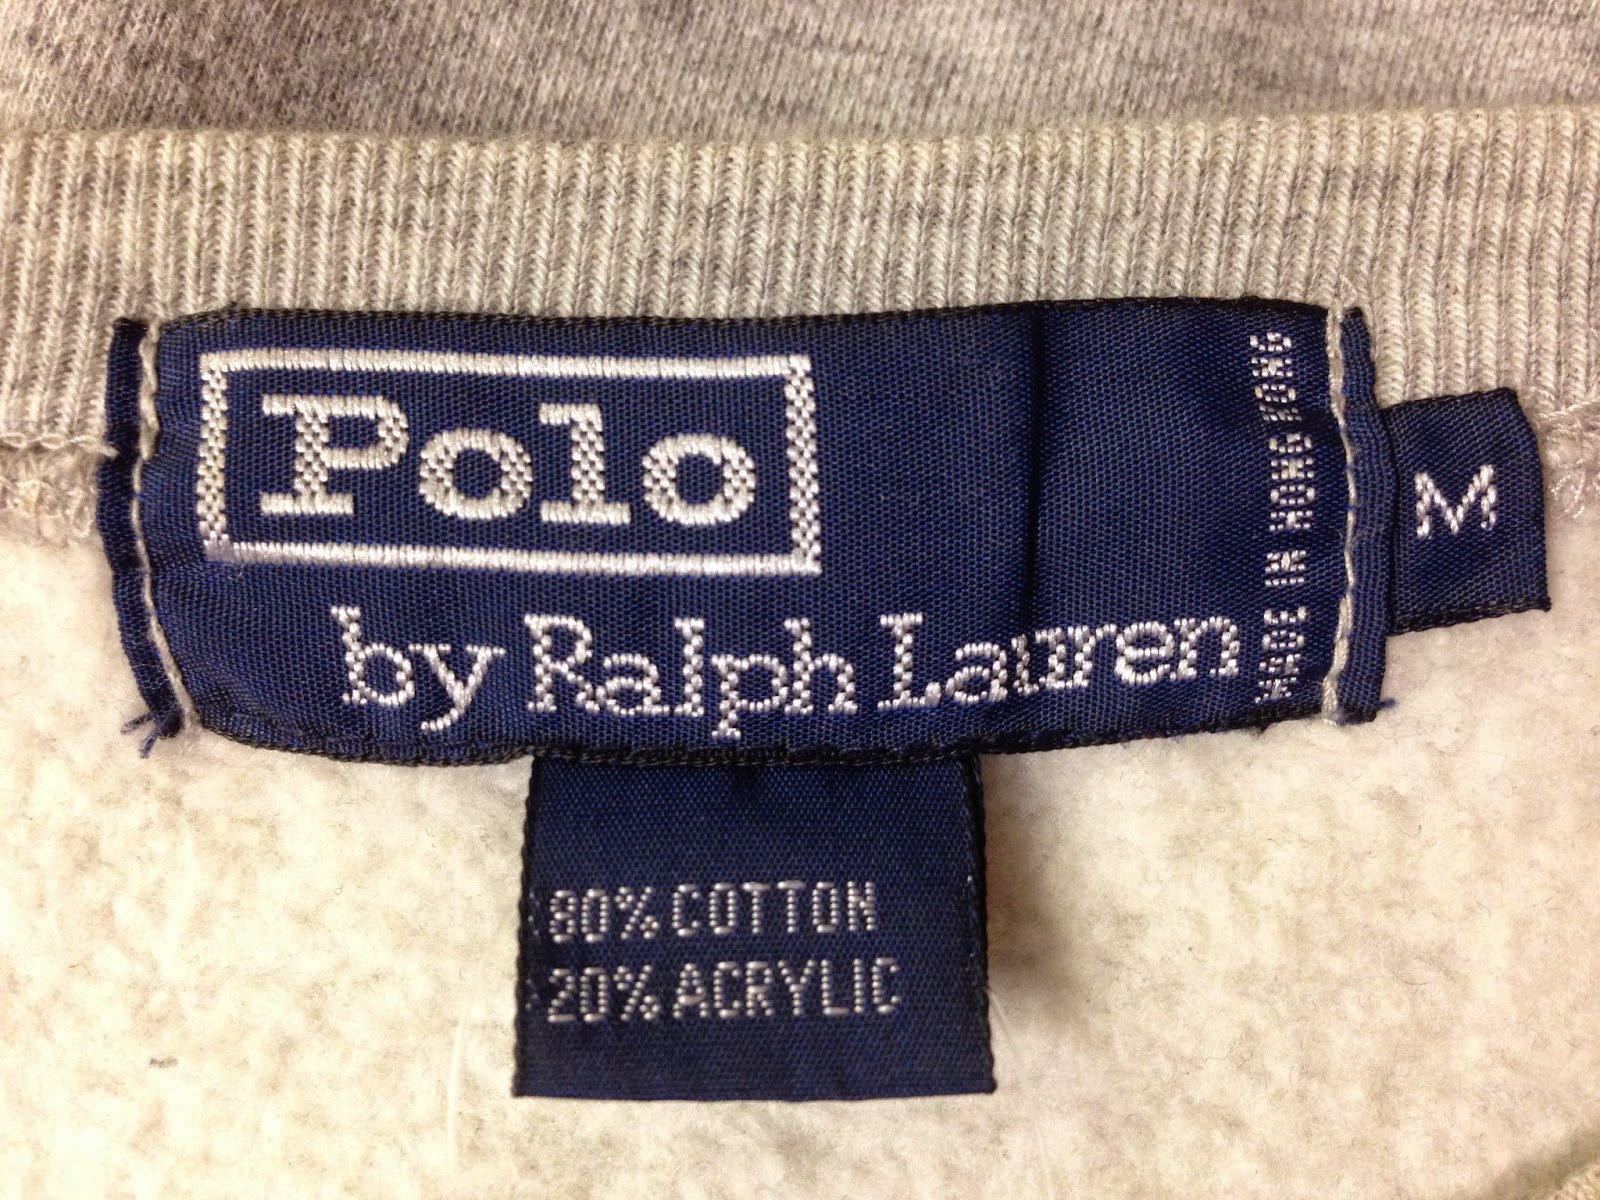 Polo
by Ralph Lauren
MADE IN HONG KONG
M
80% COTTON
20% ACRYLIC